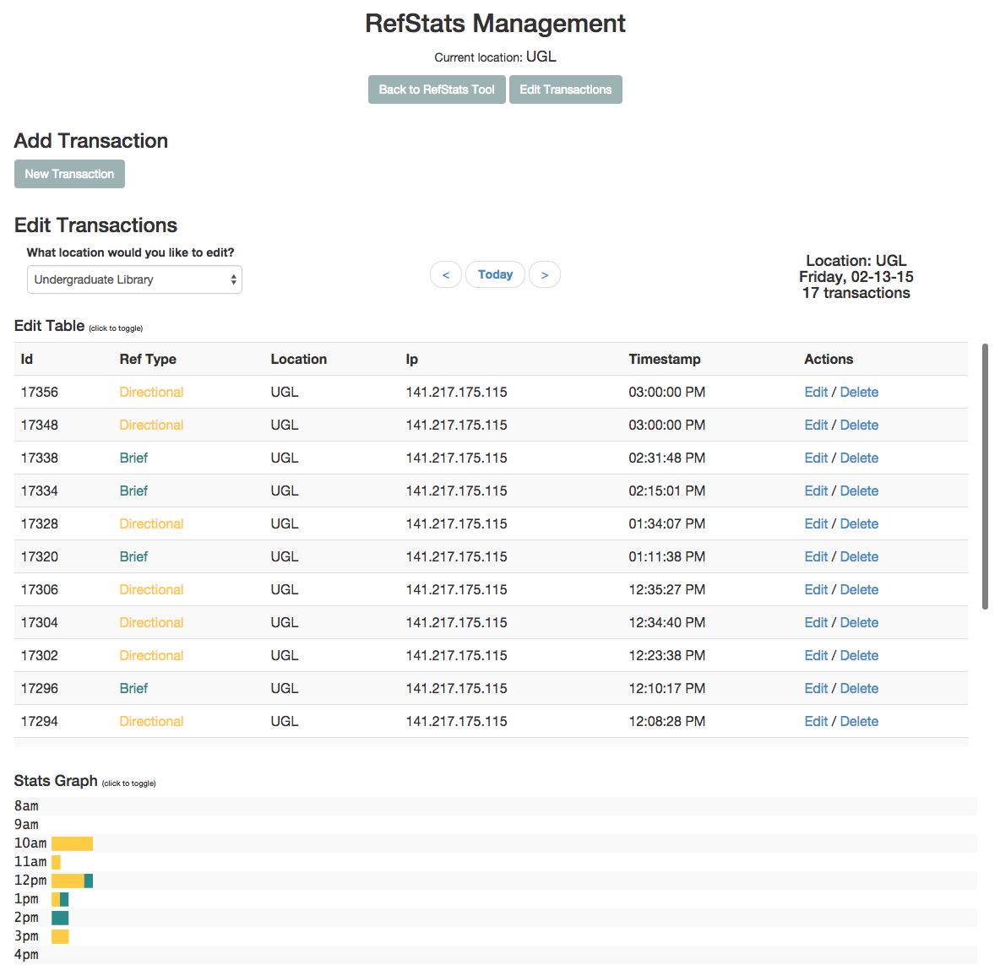 RefStats Management
Current location: UGL
Back to RefStats Tool Edit Transactions
Add Transaction
New Transaction
Edit Transactions
What location would you like to edit?
Undergraduate Library
< Today >
Location: UGL
Friday, 02-13-15
17 transactions
Edit Table (click to toggle)
Id Ref Type Location Ip Timestamp Actions
17356 Directional UGL 141.217.175.115 03:00:00 PM Edit / Delete
17348 Directional UGL 141.217.175.115 03:00:00 PM Edit / Delete
17338 Brief UGL 141.217.175.115 02:31:48 PM Edit / Delete
17334 Brief UGL 141.217.175.115 02:15:01 PM Edit / Delete
17328 Directional UGL 141.217.175.115 01:34:07 PM Edit / Delete
17320 Brief UGL 141.217.175.115 01:11:38 PM Edit / Delete
17306 Directional UGL 141.217.175.115 12:35:27 PM Edit / Delete
17304 Directional UGL 141.217.175.115 12:34:40 PM Edit / Delete
17302 Directional UGL 141.217.175.115 12:23:38 PM Edit / Delete
17296 Brief UGL 141.217.175.115 12:10:17 PM Edit / Delete
17294 Directional UGL 141.217.175.115 12:08:28 PM Edit / Delete
Stats Graph (click to toggle)
8am
9am
10am
11am
12pm
1pm
2pm
3pm
4pm